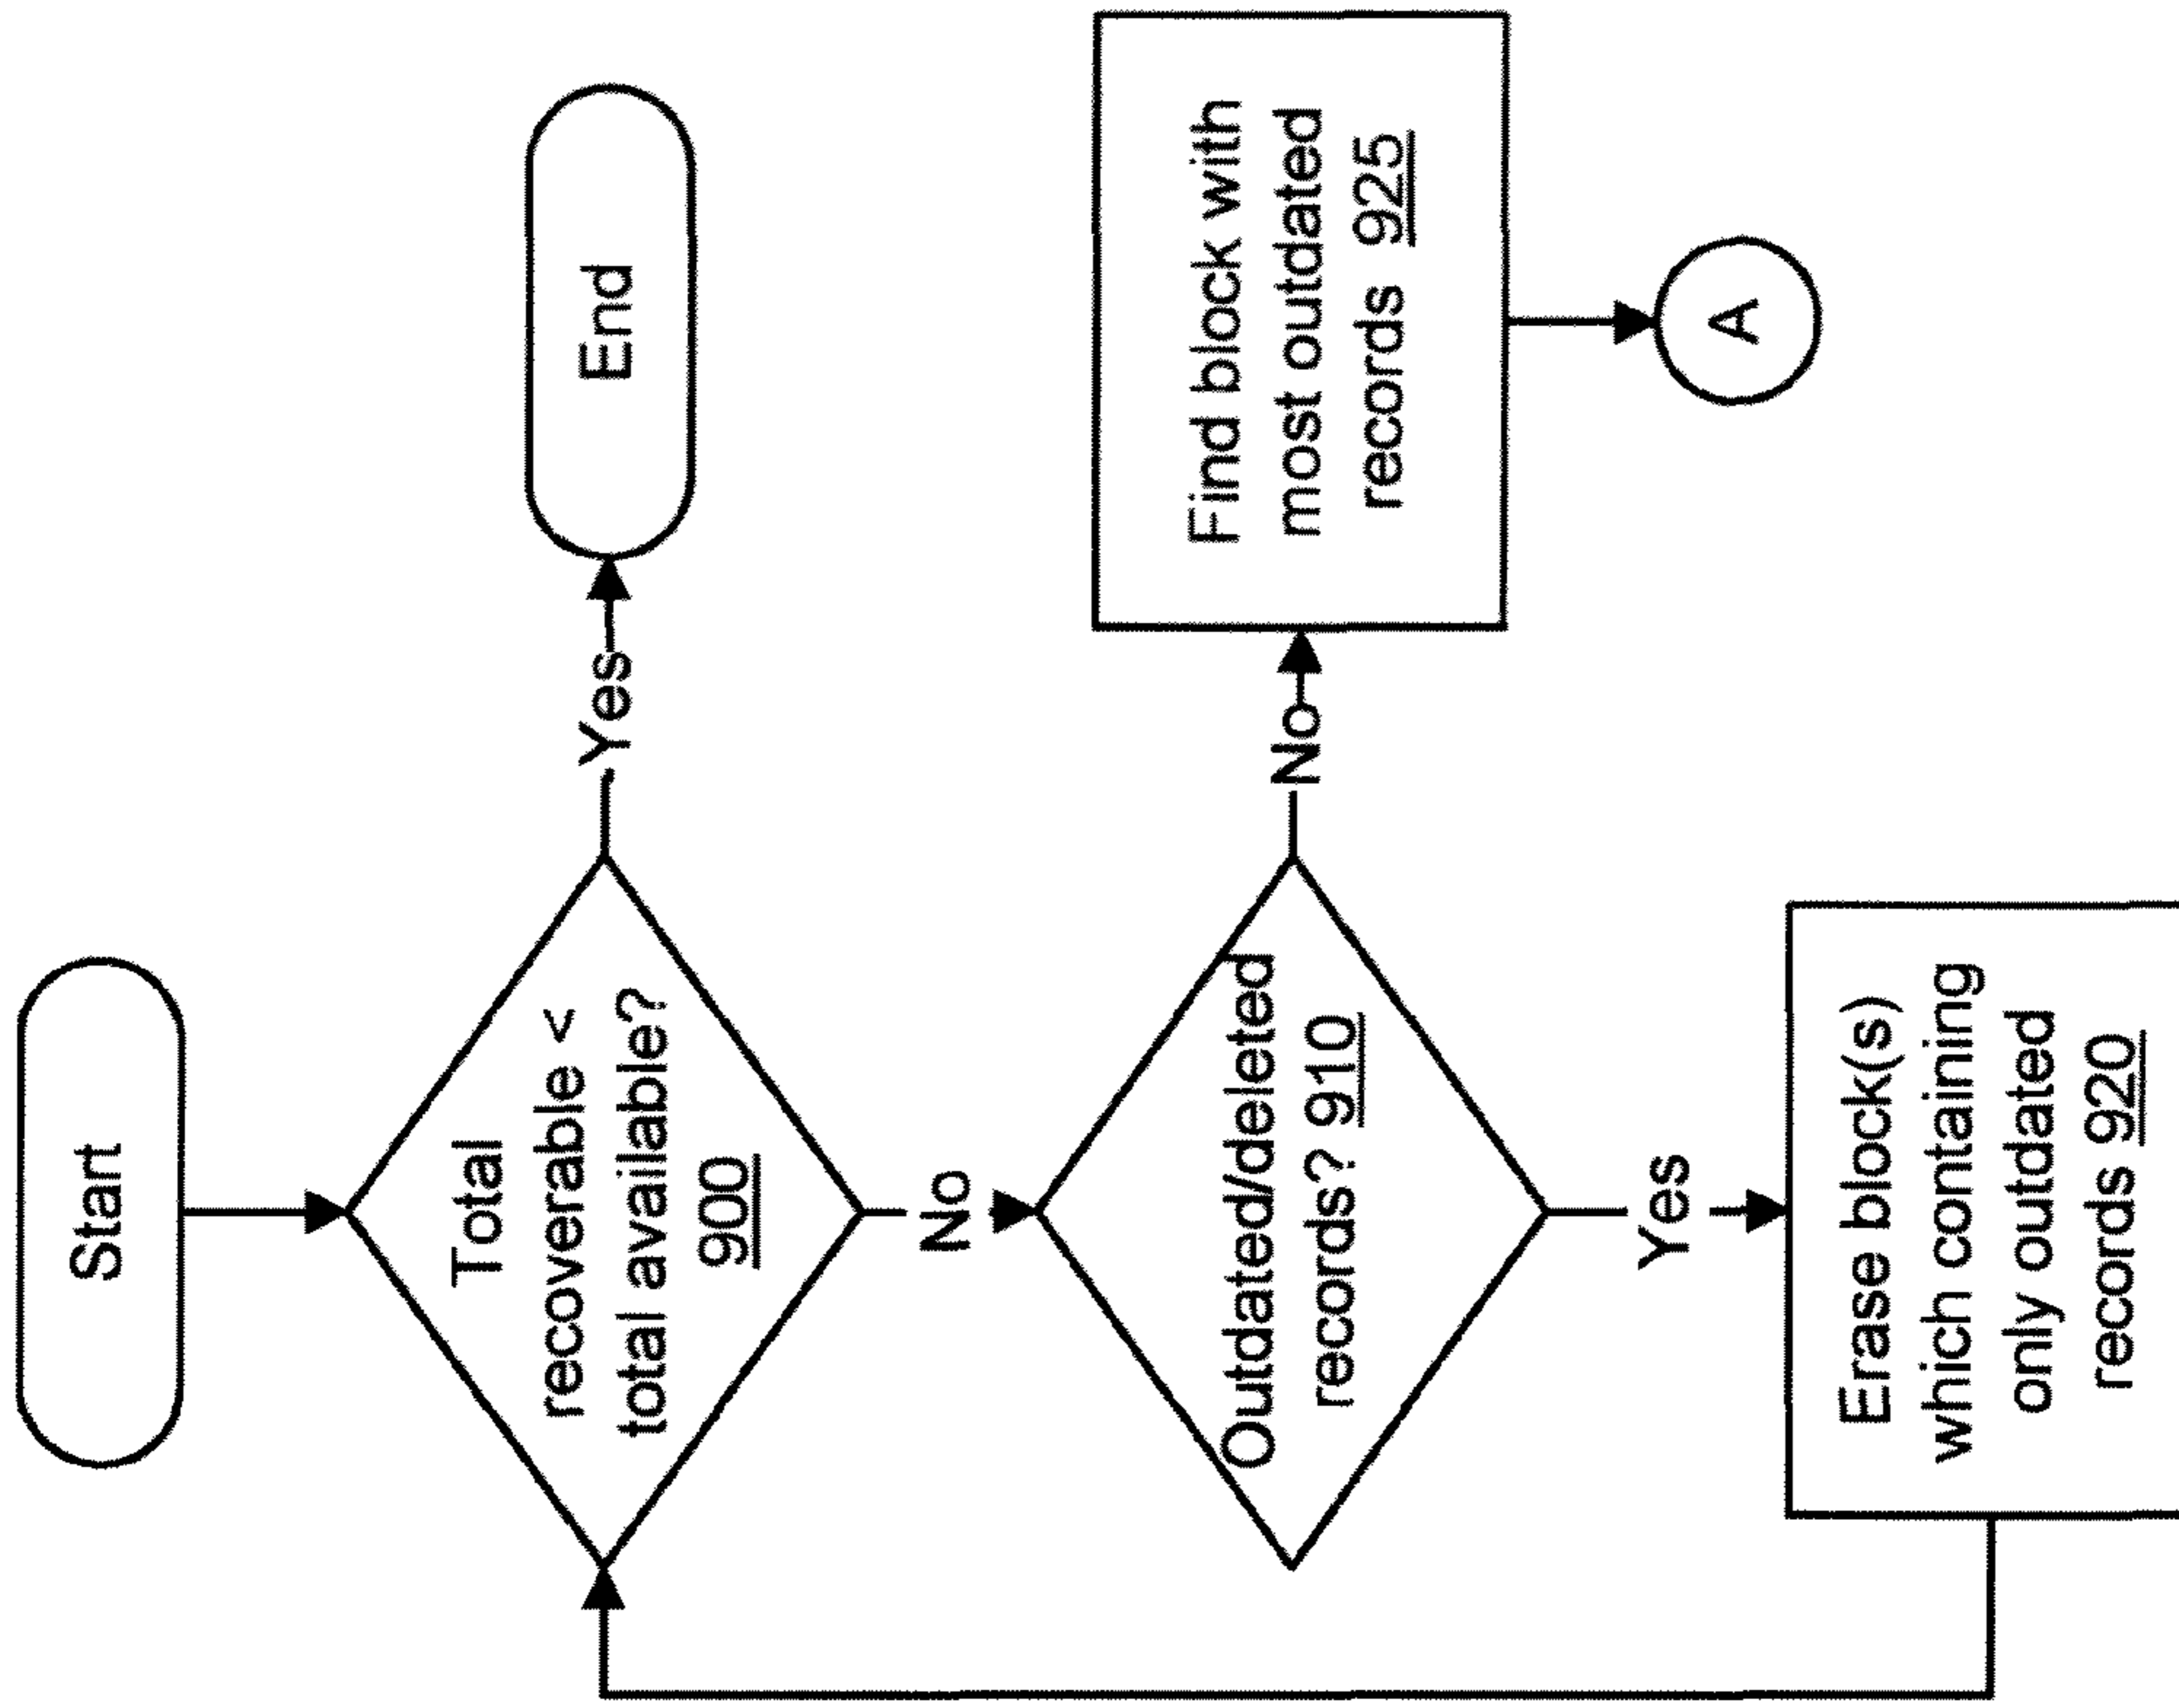 Start
Total
recoverable <
total available?
900
Yes
End
No
Outdated/deleted
records? 910
No
Find block with
most outdated
records 925
A
Yes
Erase block(s)
which containing
only outdated
records 920